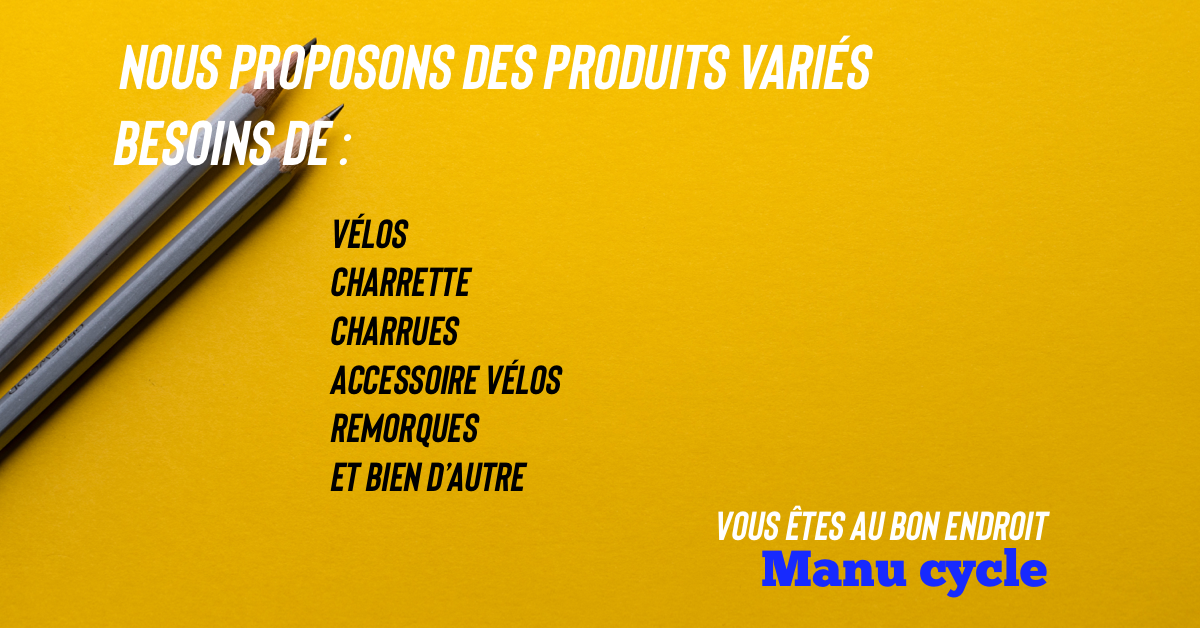 NOUS PROPOSONS DES PRODUITS VARIÉS
BESOINS DE :
VÉLOS
CHARRETTE
CHARRUES
ACCESSOIRE VÉLOS
REMORQUES
ET BIEN D'AUTRE
VOUS ÊTES AU BON ENDROIT
Manu cycle